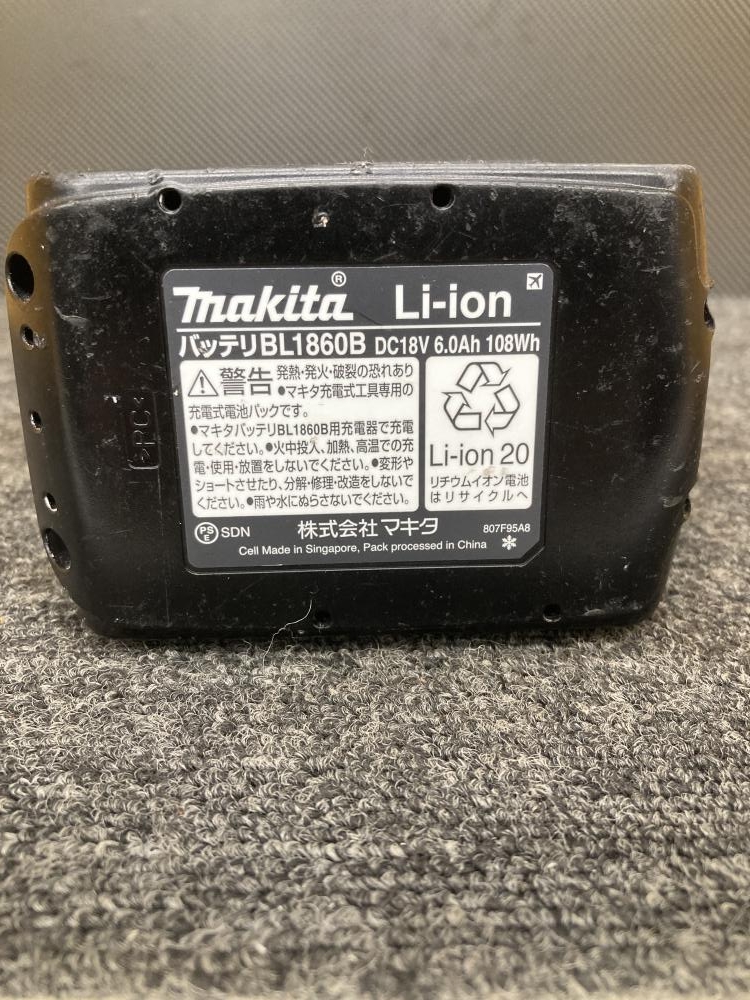 makita® Li-ion
バッテリBL1860B DC18V 6.0Ah 108Wh
警告 発熱・発火・破裂の恐れあり
●マキタ充電式工具専用の
充電式電池パックです。
●マキタバッテリBL1860B用充電器で充電
してください。●火中投入、加熱、高温での充
電・使用・放置をしないでください。●変形や
ショートさせたり、分解・修理・改造をしないで
ください。●雨や水にぬらさないでください。
Li-ion 20
リチウムイオン電池
はリサイクルへ
PSE SDN 株式会社マキタ 807F95A8
Cell Made in Singapore, Pack processed in China
>PC<